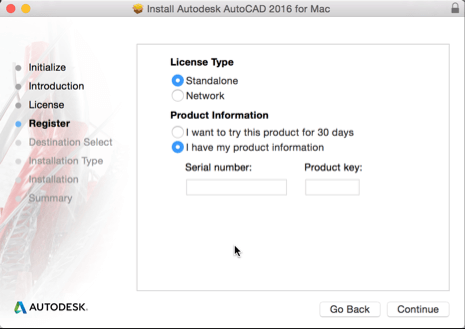 Install Autodesk AutoCAD 2016 for Mac
Initialize
Introduction
License
Register
Destination Select
Installation Type
Installation
Summary
License Type
Standalone
Network
Product Information
I want to try this product for 30 days
I have my product information
Serial number: Product key:
AUTODESK.
Go Back Continue